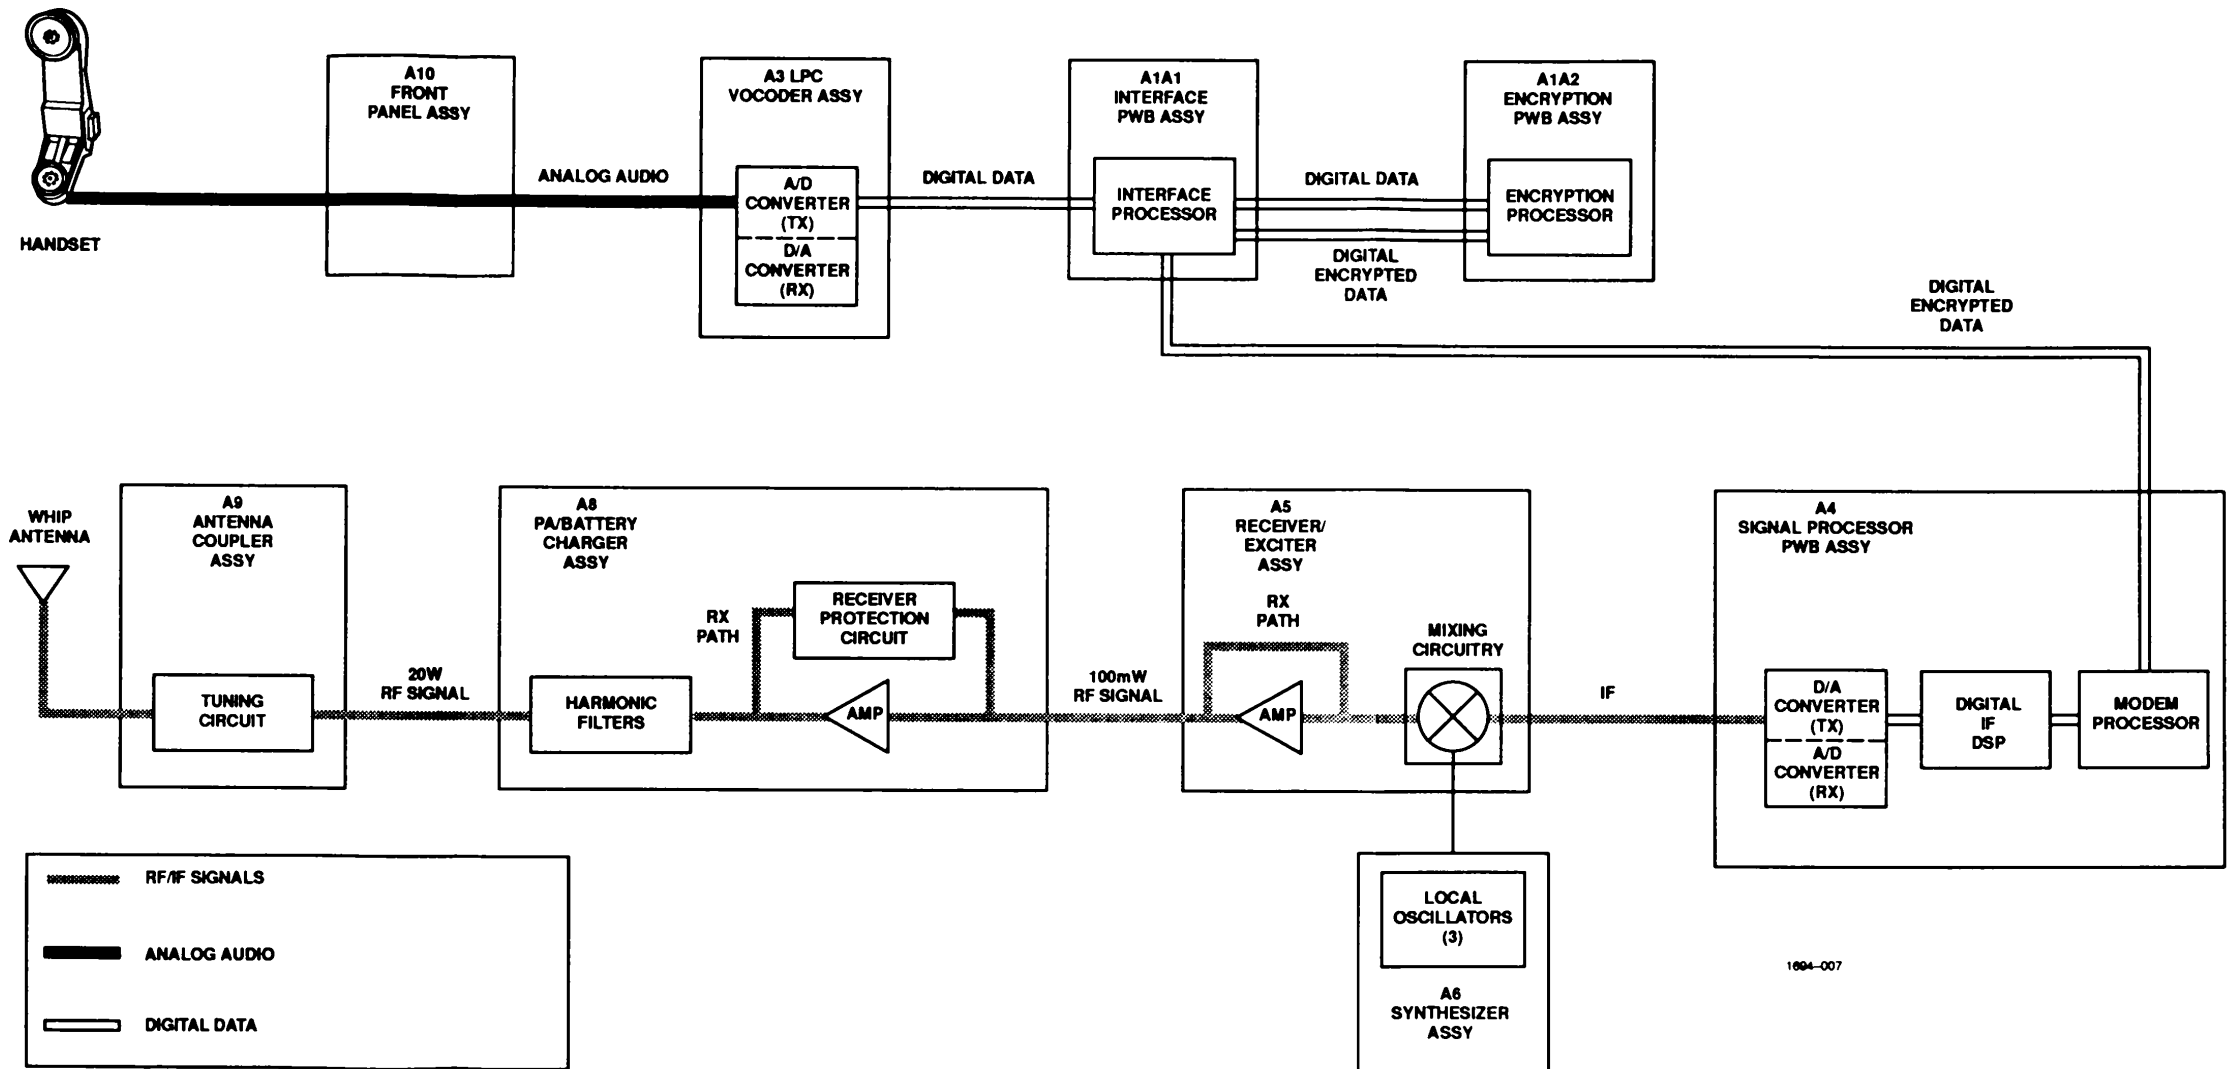 HANDSET
A10
FRONT
PANEL ASSY
ANALOG AUDIO
A3 LPC
VOCODER ASSY
A/D
CONVERTER
(TX)
D/A
CONVERTER
(RX)
DIGITAL DATA
A1A1
INTERFACE
PWB ASSY
INTERFACE
PROCESSOR
DIGITAL DATA
DIGITAL
ENCRYPTED
DATA
A1A2
ENCRYPTION
PWB ASSY
ENCRYPTION
PROCESSOR
DIGITAL
ENCRYPTED
DATA
WHIP
ANTENNA
A9
ANTENNA
COUPLER
ASSY
TUNING
CIRCUIT
20W
RF SIGNAL
A8
PA/BATTERY
CHARGER
ASSY
HARMONIC
FILTERS
RX
PATH
RECEIVER
PROTECTION
CIRCUIT
AMP
100mW
RF SIGNAL
A5
RECEIVER/
EXCITER
ASSY
RX
PATH
AMP
MIXING
CIRCUITRY
IF
A4
SIGNAL PROCESSOR
PWB ASSY
D/A
CONVERTER
(TX)
A/D
CONVERTER
(RX)
DIGITAL
IF
DSP
MODEM
PROCESSOR
LOCAL
OSCILLATORS
(3)
A6
SYNTHESIZER
ASSY
RF/IF SIGNALS
ANALOG AUDIO
DIGITAL DATA
1694-007